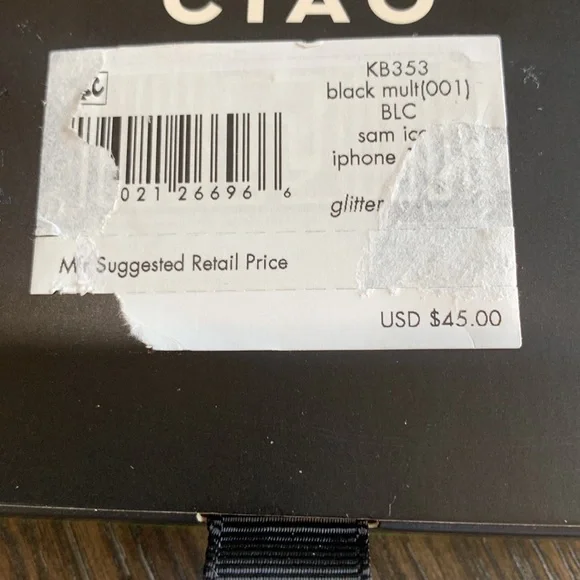 CIAO
KB353
black mult(001)
BLC
sam
iphone
021 26696 6
glitter
Suggested Retail Price
USD $45.00